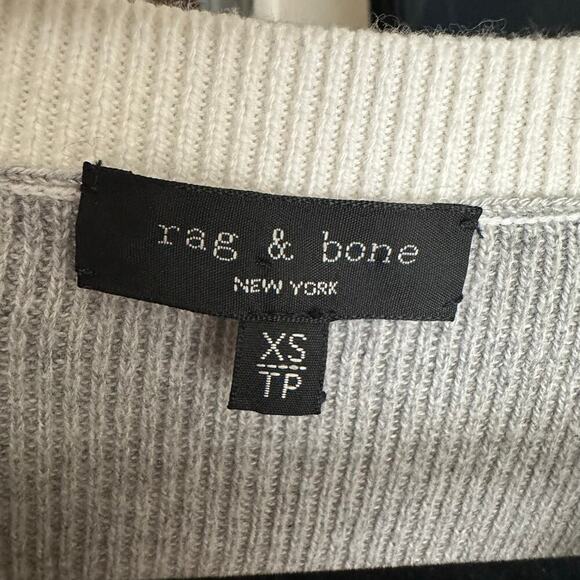 rag & bone
NEW YORK
XS
TP